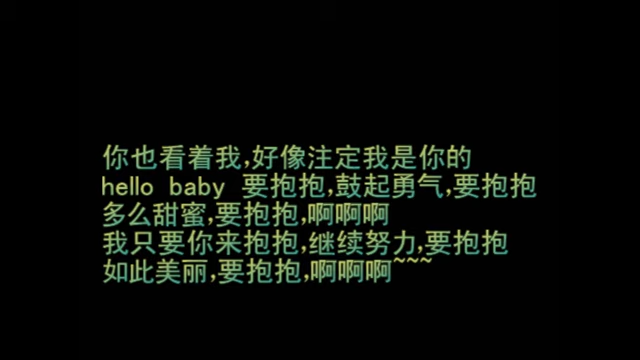 你也看着我,好像注定我是你的
hello baby 要抱抱,鼓起勇气,要抱抱
多么甜蜜,要抱抱,啊啊啊
我只要你来抱抱,继续努力,要抱抱
如此美丽,要抱抱,啊啊啊~~~